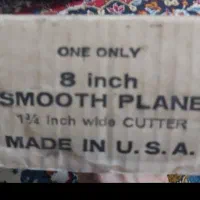 ONE ONLY
8 inch
SMOOTH PLANE
1¾ inch wide CUTTER
MADE IN U.S.A.